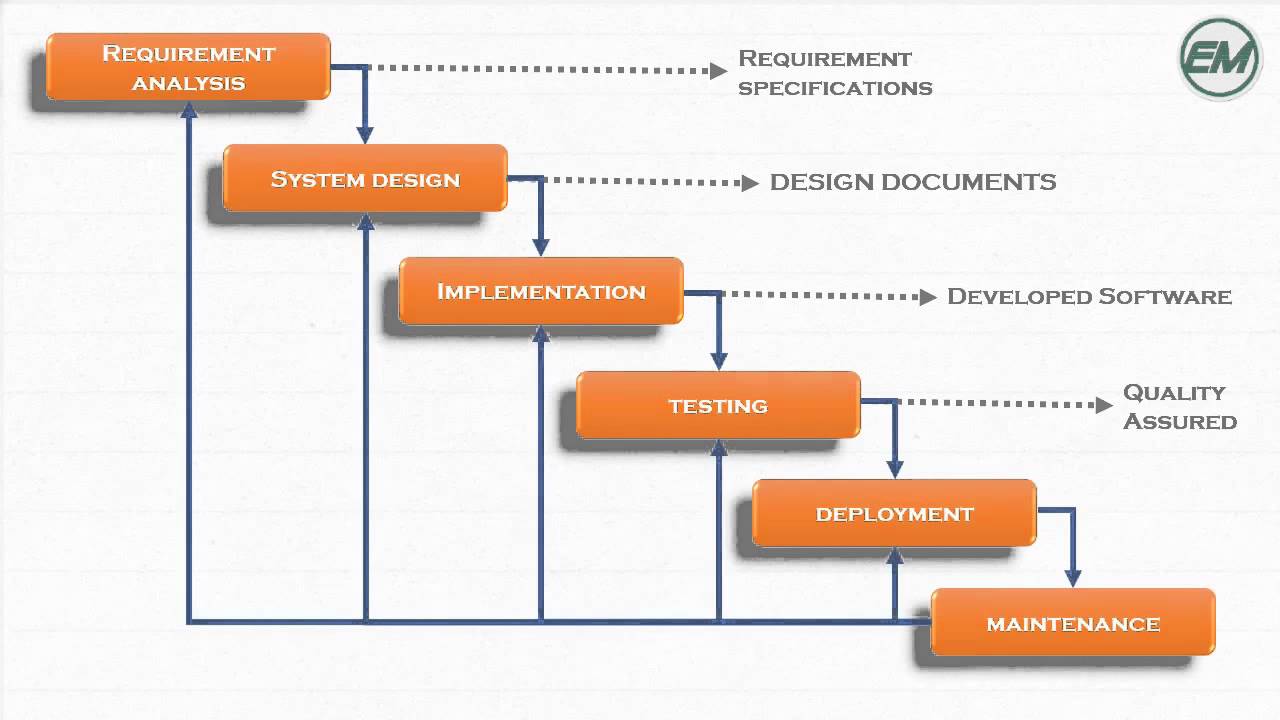 Requirement
analysis
Requirement
specifications
EM
System design
DESIGN DOCUMENTS
Implementation
Developed Software
testing
Quality
Assured
deployment
maintenance